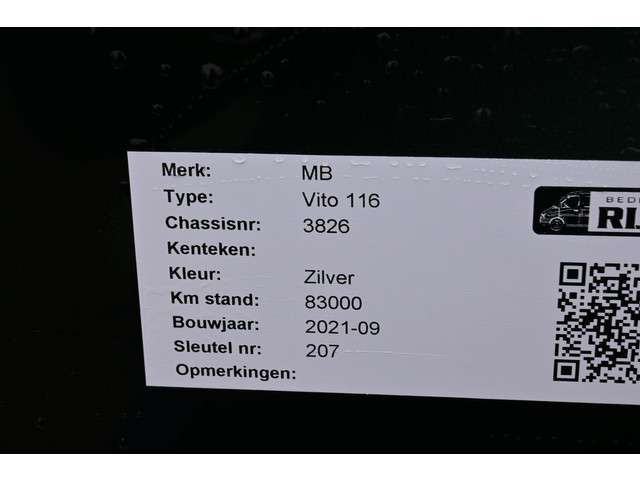 Merk: MB
Type: Vito 116
Chassisnr: 3826
Kenteken:
Kleur: Zilver
Km stand: 83000
Bouwjaar: 2021-09
Sleutel nr: 207
Opmerkingen: